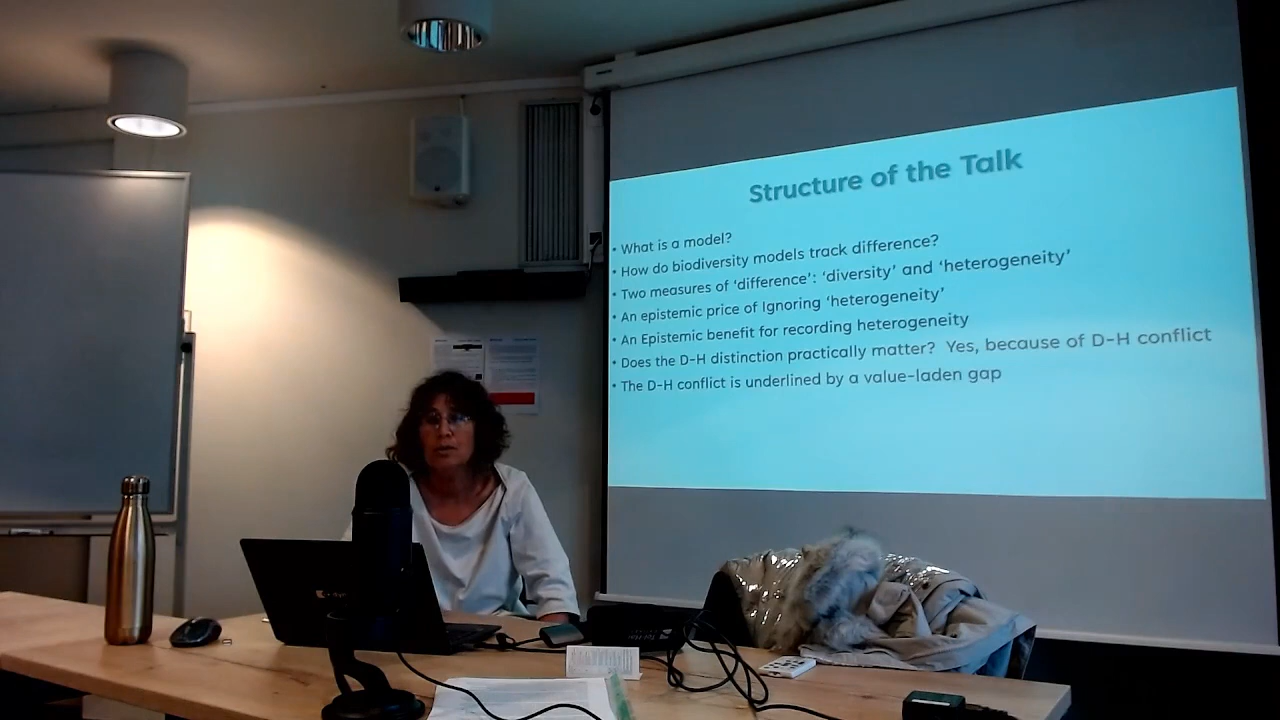 Structure of the Talk
• What is a model?
• How do biodiversity models track difference?
• Two measures of ‘difference’: ‘diversity’ and ‘heterogeneity’
• An epistemic price of Ignoring ‘heterogeneity’
• An Epistemic benefit for recording heterogeneity
• Does the D-H distinction practically matter? Yes, because of D-H conflict
• The D-H conflict is underlined by a value-laden gap